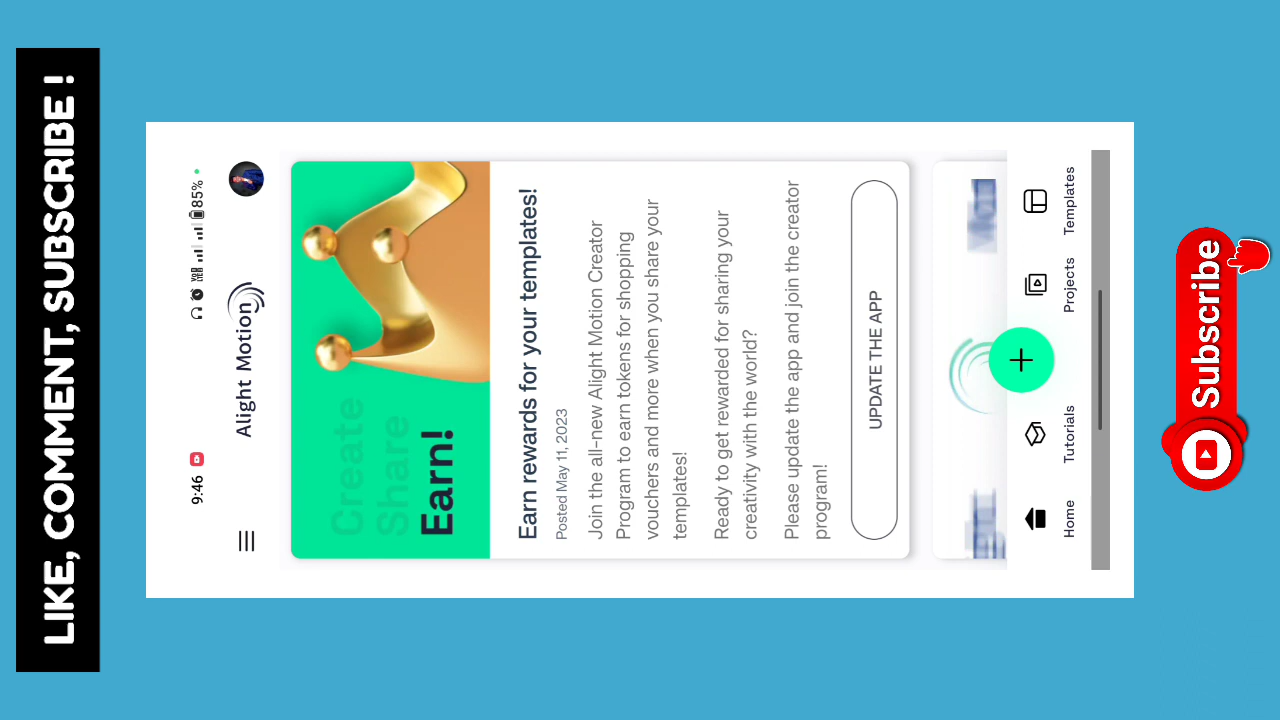 LIKE, COMMENT, SUBSCRIBE !
9:46
85%
Alight Motion
Create
Share
Earn!
Earn rewards for your templates!
Posted May 11, 2023
Join the all-new Alight Motion Creator
Program to earn tokens for shopping
vouchers and more when you share your
templates!
Ready to get rewarded for sharing your
creativity with the world?
Please update the app and join the creator
program!
UPDATE THE APP
Home
Tutorials
Projects
Templates
Subscribe